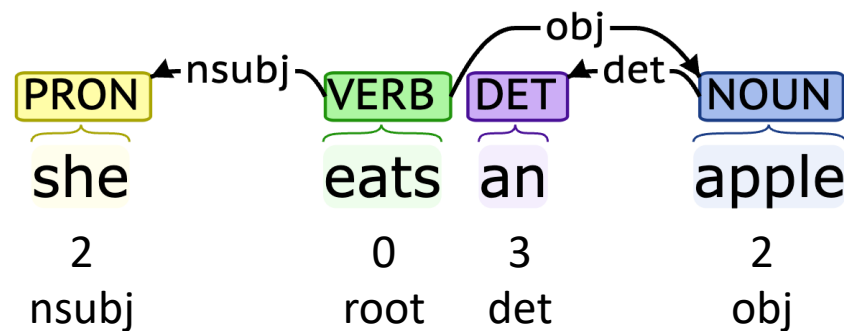 obj
nsubj det
PRON VERB DET NOUN
she eats an apple
2 0 3 2
nsubj root det obj